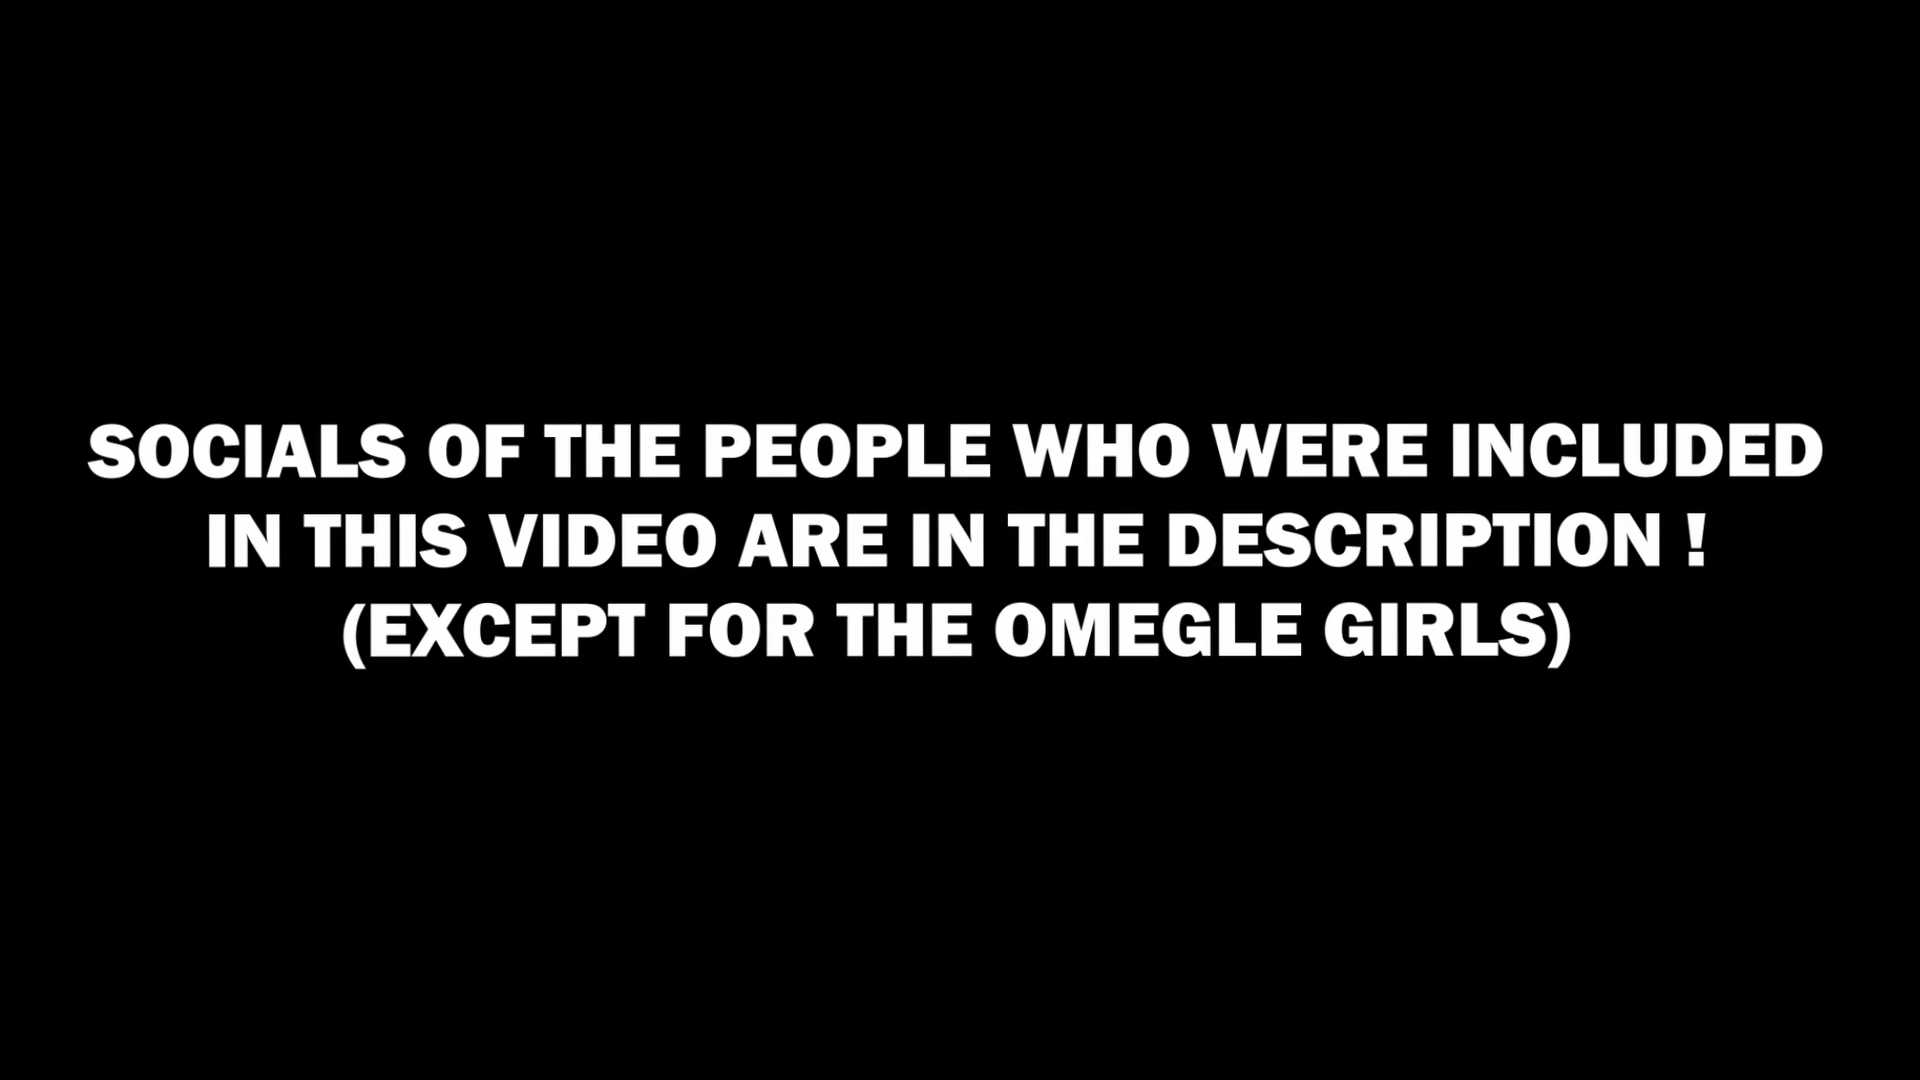 SOCIALS OF THE PEOPLE WHO WERE INCLUDED
IN THIS VIDEO ARE IN THE DESCRIPTION !
(EXCEPT FOR THE OMEGLE GIRLS)